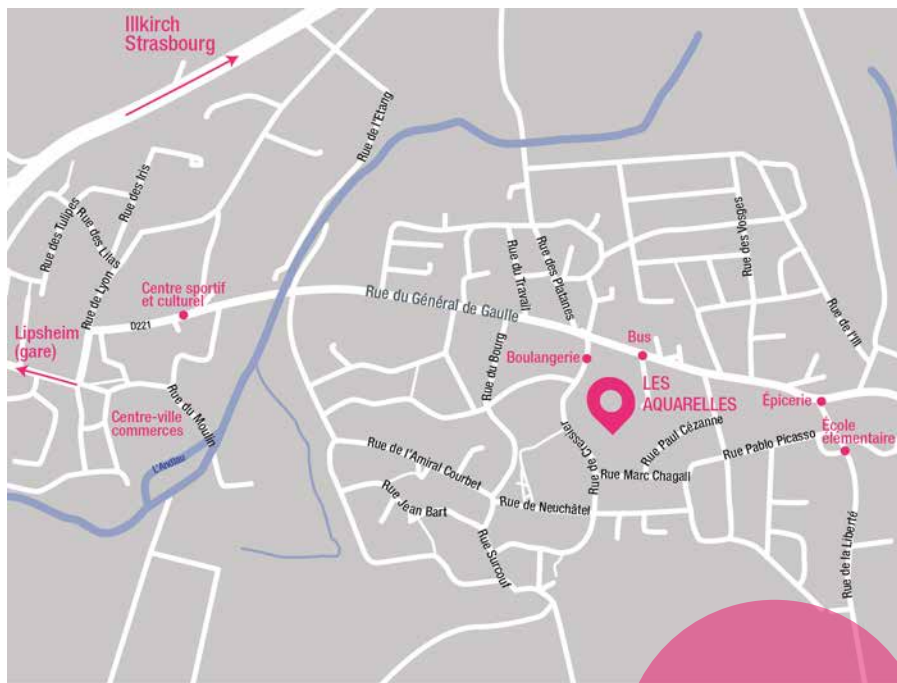 Illkirch
Strasbourg
Rue de l'Etang
Rue des Iris
Rue des Tulipes
Rue des Lilas
Rue de Lyon
Centre sportif
et culturel
D221
Lipsheim
(gare)
Centre-ville
commerces
Rue du Moulin
L'Andlau
Rue du Général de Gaulle
Rue du Travail
Rue des Platanes
Rue des Vosges
Rue de l'Ill
Rue du Bourg
Boulangerie
Bus
LES
AQUARELLES
Épicerie
École
élementaire
Rue Paul Cézanne
Rue Pablo Picasso
Rue de Cressier
Rue Marc Chagall
Rue de l'Amiral Courbet
Rue de Neuchâtel
Rue Jean Bart
Rue Surcouf
Rue de la Liberté